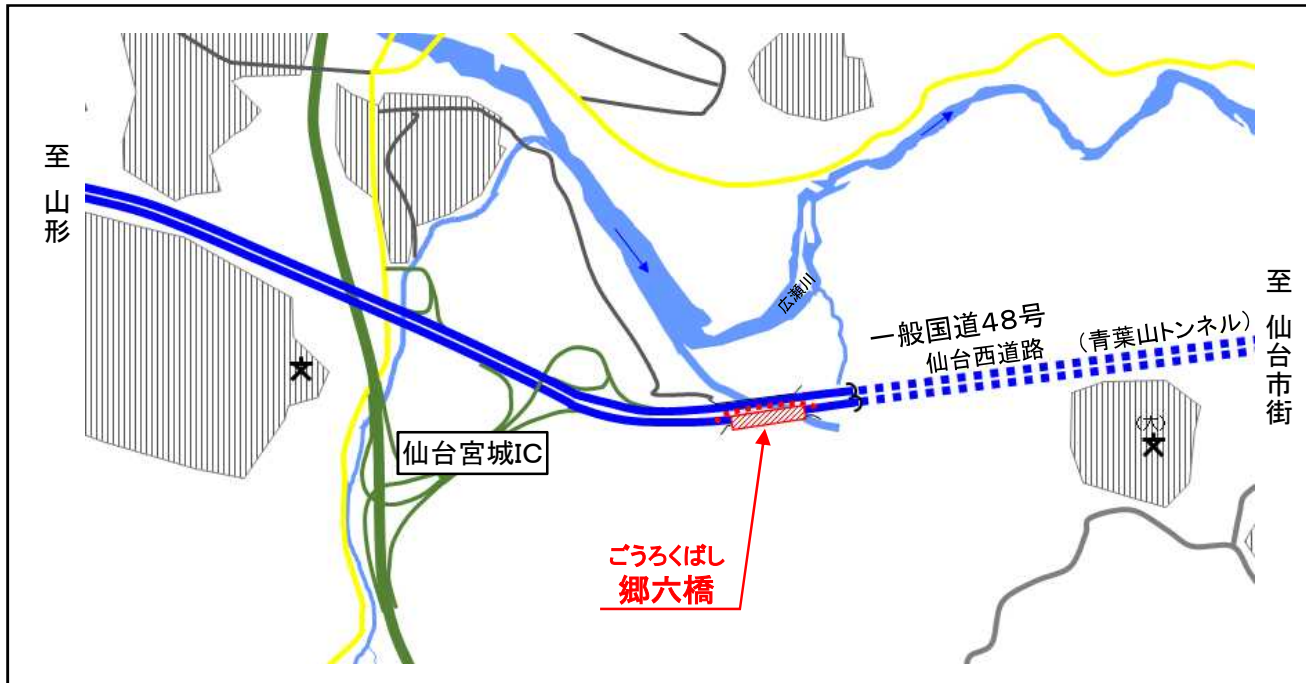 至 山形
広瀬川
一般国道48号
仙台西道路
(青葉山トンネル)
至 仙台市街
仙台宮城IC
(大)
ごうろくばし
郷六橋